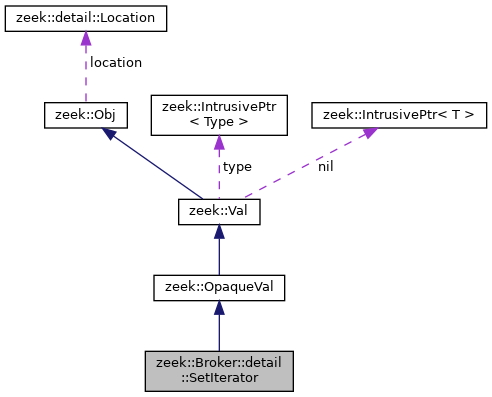 zeek::detail::Location
location
zeek::Obj
zeek::IntrusivePtr
< Type >
zeek::IntrusivePtr< T >
type
nil
zeek::Val
zeek::OpaqueVal
zeek::Broker::detail
::SetIterator